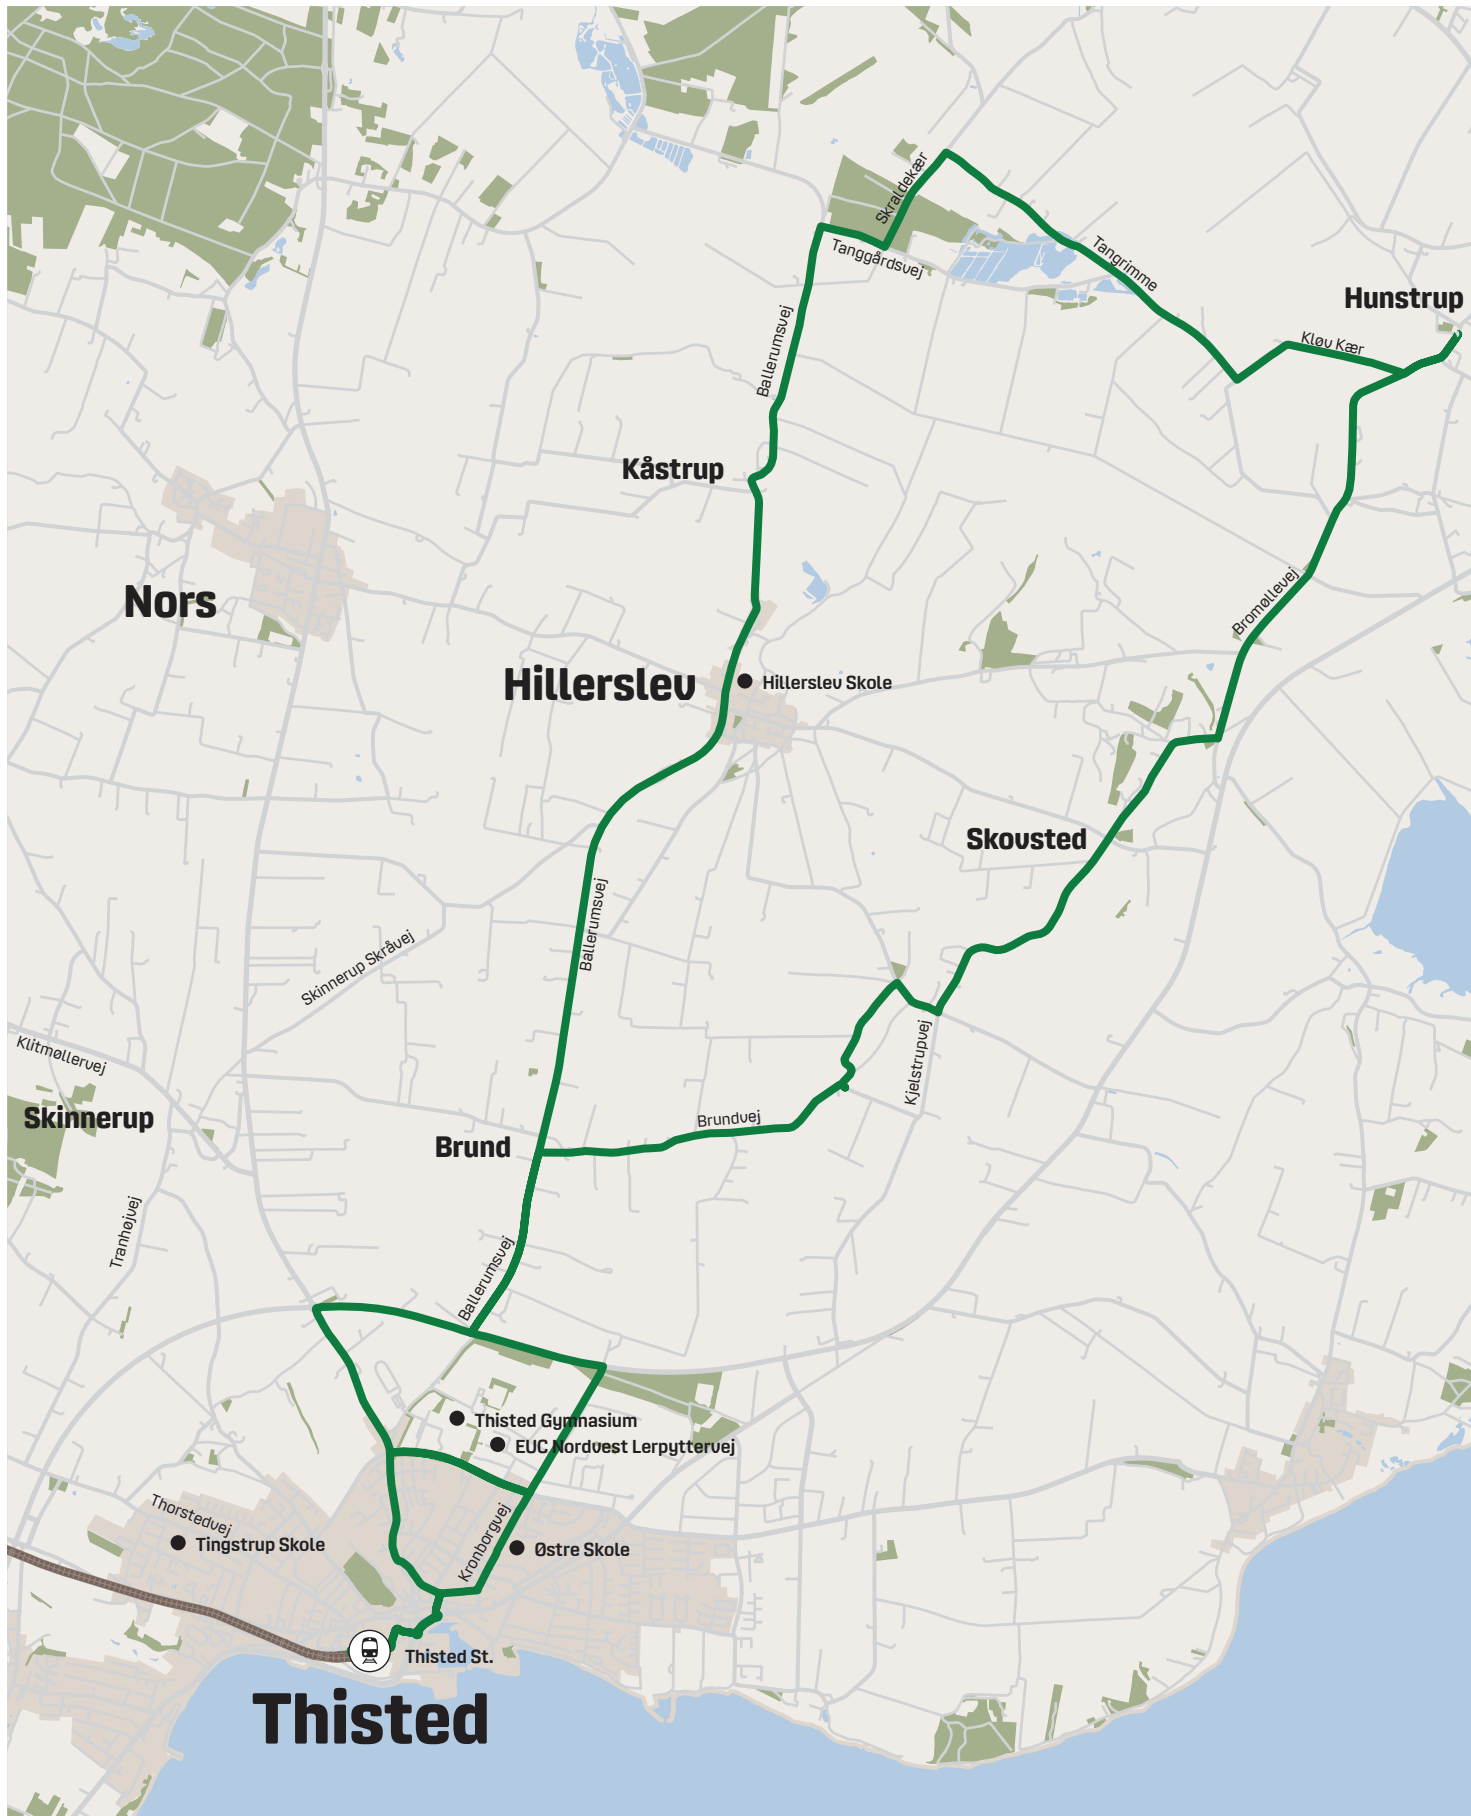 Skraldekær
Tanggårdsvej
Tangrimme
Hunstrup
Kløv Kær
Ballerumsvej
Kåstrup
Nors
Bromøllevej
Hillerslev
Hillerslev Skole
Skovsted
Ballerumsvej
Skinnerup Skråvej
Klitmøllervej
Kjelstrupvej
Skinnerup
Brundvej
Brund
Tranhøjvej
Ballerumsvej
Thisted Gymnasium
EUC Nordvest Lerpyttervej
Thorstedvej
Tingstrup Skole
Kronborgvej
Østre Skole
Thisted St.
Thisted